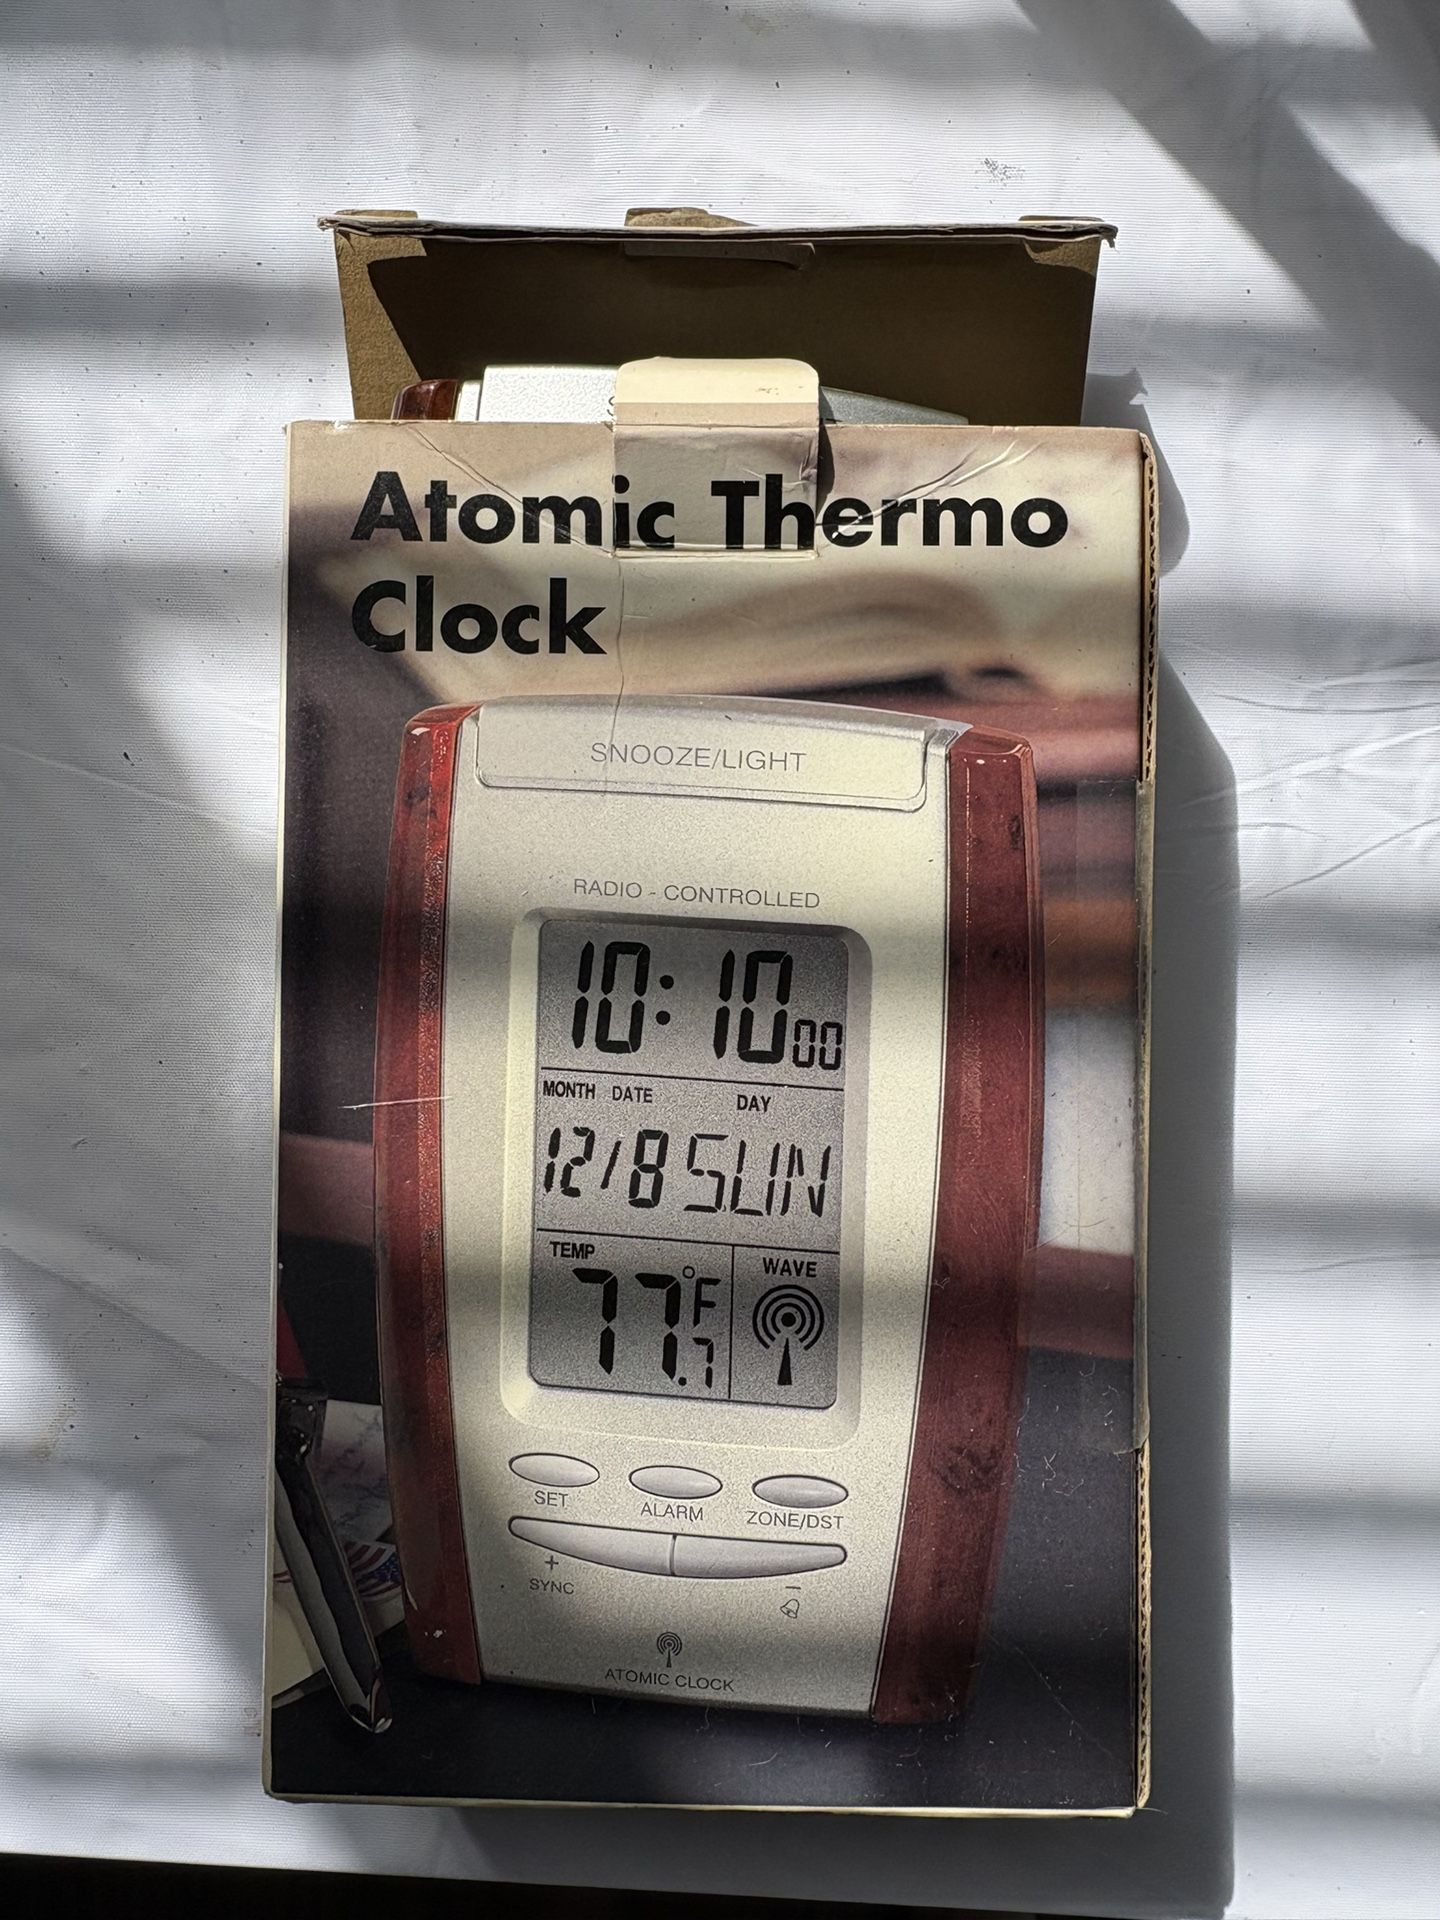 Atomic Thermo
Clock
SNOOZE/LIGHT
RADIO - CONTROLLED
10:10 00
MONTH DATE DAY
12/8 SUN
TEMP WAVE
77.7°F
SET ALARM ZONE/DST
+ −
SYNC
ATOMIC CLOCK